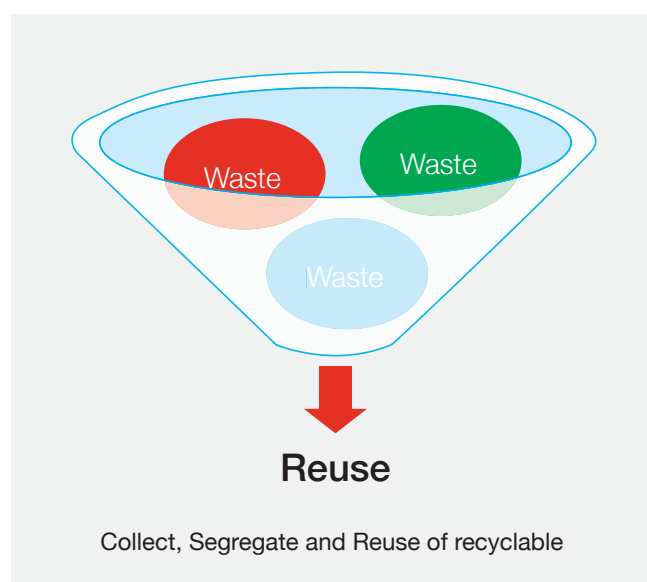 Waste
Waste
Waste
Reuse
Collect, Segregate and Reuse of recyclable